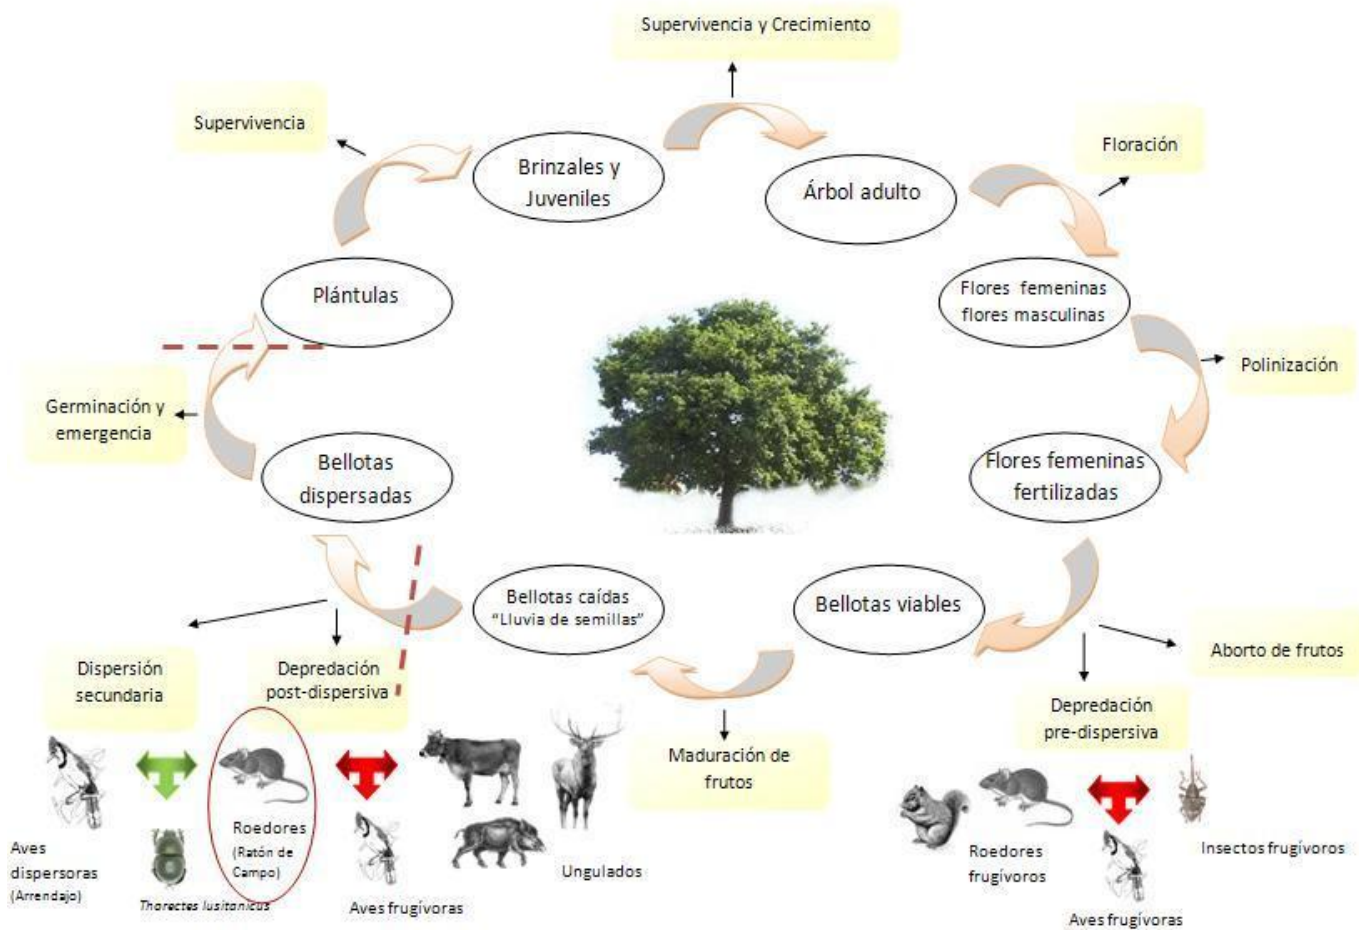 Supervivencia y Crecimiento
Supervivencia
Brinzales y
Juveniles
Árbol adulto
Floración
Plántulas
Flores femeninas
flores masculinas
Polinización
Germinación y
emergencia
Bellotas
dispersadas
Flores femeninas
fertilizadas
Bellotas caídas
“Lluvia de semillas”
Bellotas viables
Dispersión
secundaria
Depredación
post-dispersiva
Maduración de
frutos
Depredación
pre-dispersiva
Aborto de frutos
Aves
dispersoras
(Arrendajo)
Thorectes lusitanicus
Roedores
(Ratón de
Campo)
Aves frugívoras
Ungulados
Roedores
frugívoros
Aves frugívoras
Insectos frugívoros